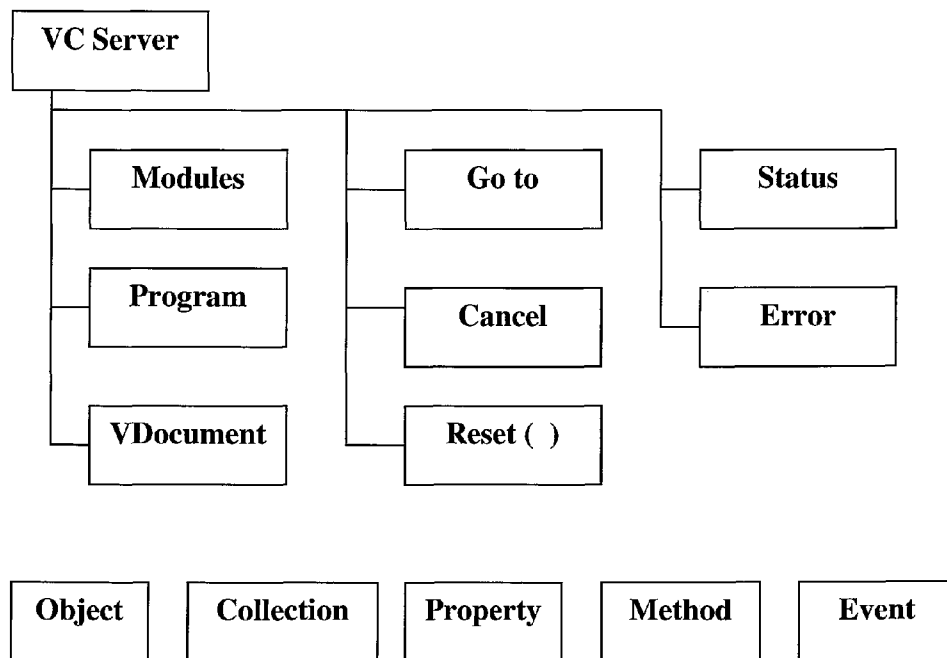 VC Server
Modules
Go to
Status
Program
Cancel
Error
VDocument
Reset ( )
Object
Collection
Property
Method
Event